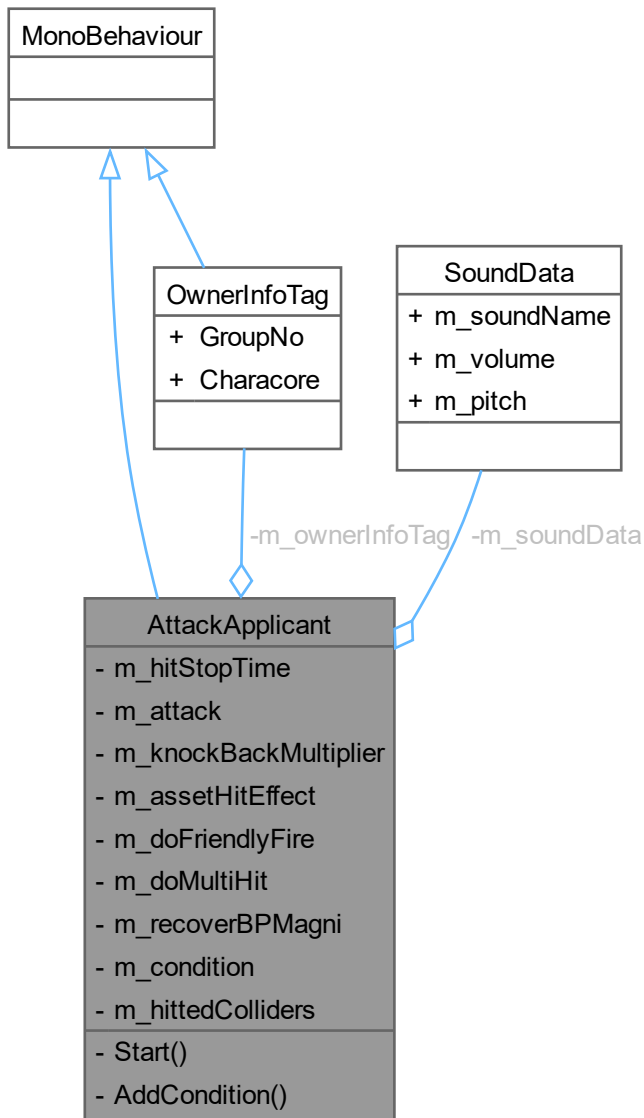 MonoBehaviour
OwnerInfoTag
+ GroupNo
+ Characore
SoundData
+ m_soundName
+ m_volume
+ m_pitch
-m_ownerInfoTag
-m_soundData
AttackApplicant
- m_hitStopTime
- m_attack
- m_knockBackMultiplier
- m_assetHitEffect
- m_doFriendlyFire
- m_doMultiHit
- m_recoverBPMagni
- m_condition
- m_hittedColliders
- Start()
- AddCondition()